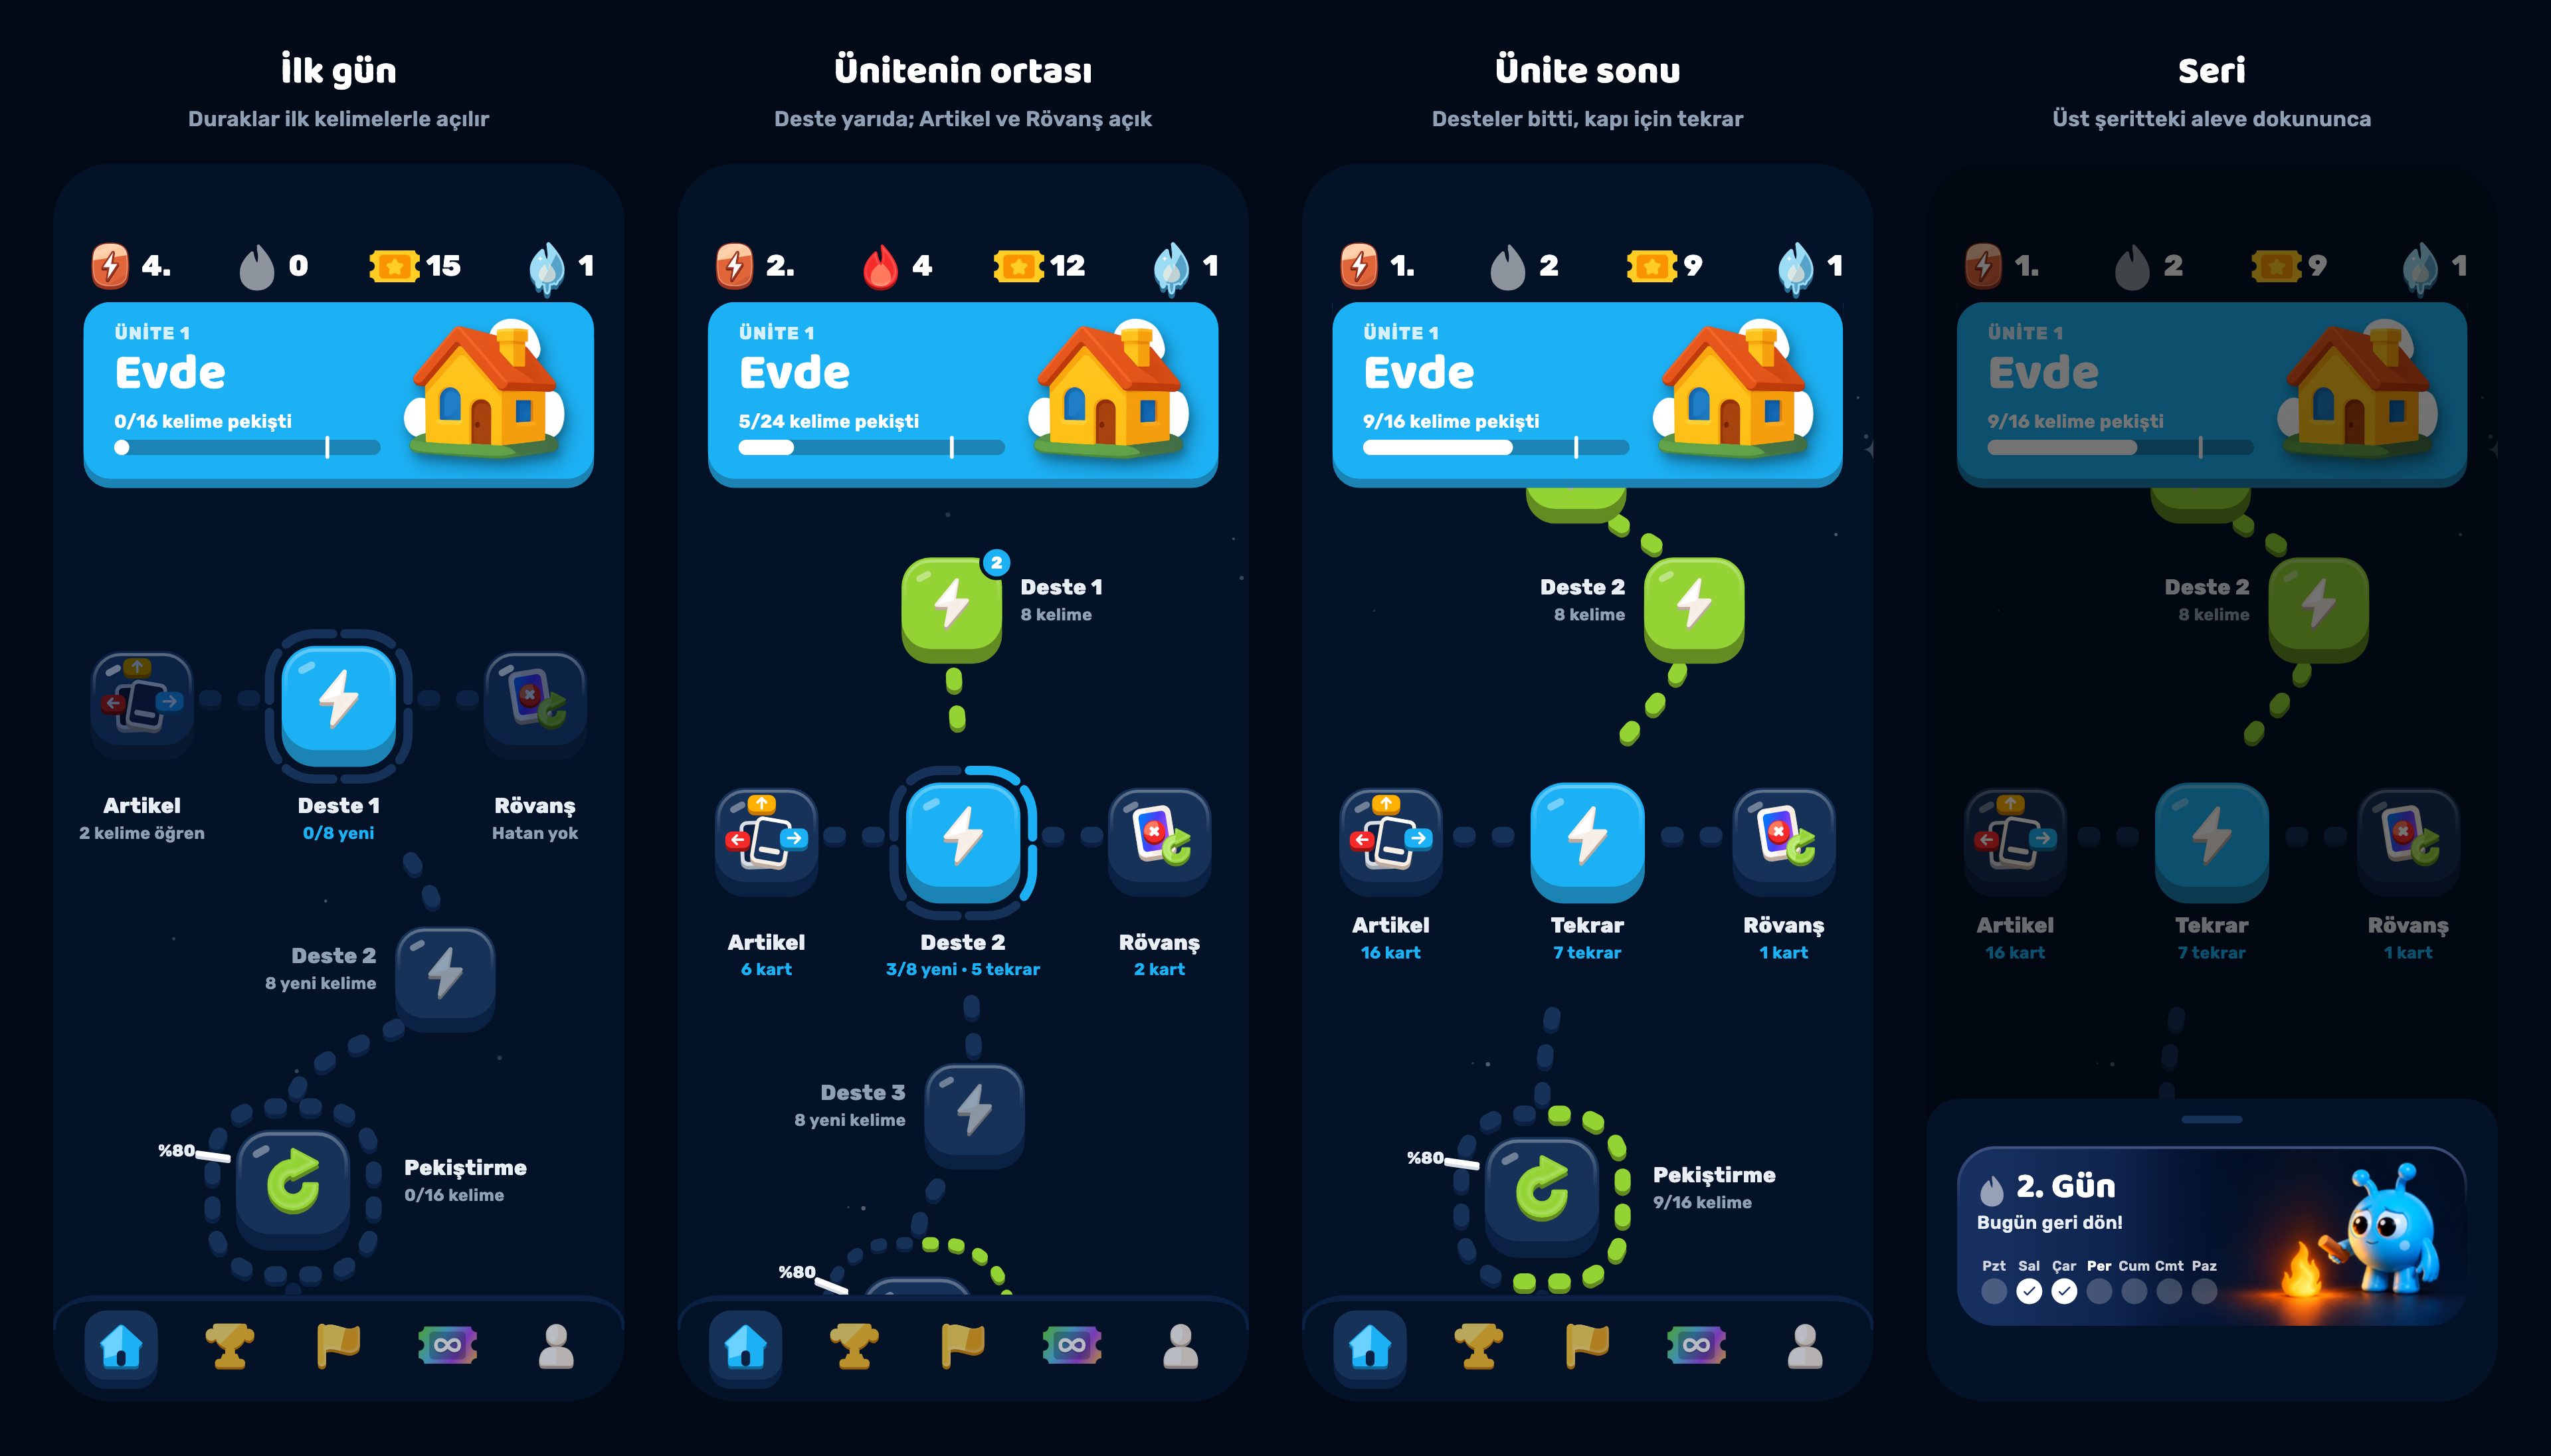 İlk gün
Duraklar ilk kelimelerle açılır
4. 0 15 1
ÜNİTE 1
Evde
0/16 kelime pekişti
Artikel
2 kelime öğren
Deste 1
0/8 yeni
Rövanş
Hatan yok
Deste 2
8 yeni kelime
%80
Pekiştirme
0/16 kelime
Ünitenin ortası
Deste yarıda; Artikel ve Rövanş açık
2. 4 12 1
ÜNİTE 1
Evde
5/24 kelime pekişti
2
Deste 1
8 kelime
Artikel
6 kart
Deste 2
3/8 yeni • 5 tekrar
Rövanş
2 kart
Deste 3
8 yeni kelime
%80
Ünite sonu
Desteler bitti, kapı için tekrar
1. 2 9 1
ÜNİTE 1
Evde
9/16 kelime pekişti
Deste 2
8 kelime
Artikel
16 kart
Tekrar
7 tekrar
Rövanş
1 kart
%80
Pekiştirme
9/16 kelime
Seri
Üst şeritteki aleve dokununca
1. 2 9 1
ÜNİTE 1
Evde
9/16 kelime pekişti
Deste 2
8 kelime
Artikel
16 kart
Tekrar
7 tekrar
Rövanş
1 kart
2. Gün
Bugün geri dön!
Pzt Sal Çar Per Cum Cmt Paz